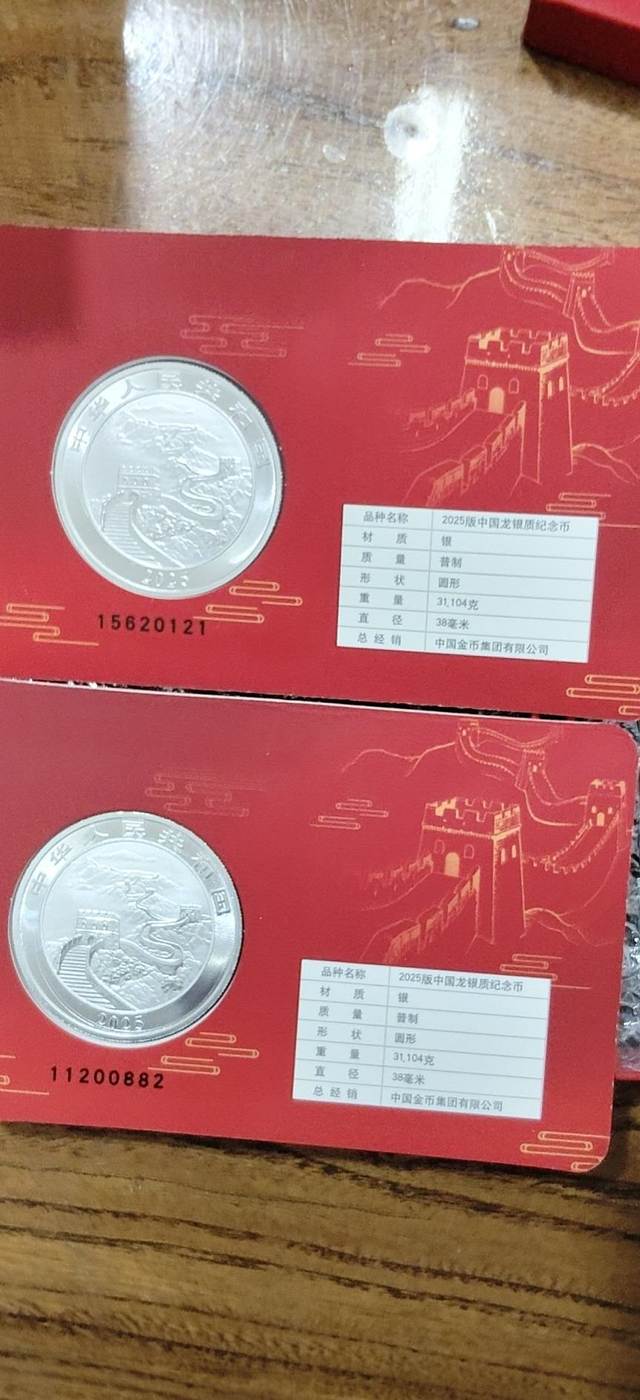 中华人民共和国
2025
15620121
品种名称 2025版中国龙银质纪念币
材 质 银
质 量 普制
形 状 圆形
重 量 31,104克
直 径 38毫米
总经销 中国金币集团有限公司
中华人民共和国
2025
11200882
品种名称 2025版中国龙银质纪念币
材 质 银
质 量 普制
形 状 圆形
重 量 31,104克
直 径 38毫米
总经销 中国金币集团有限公司